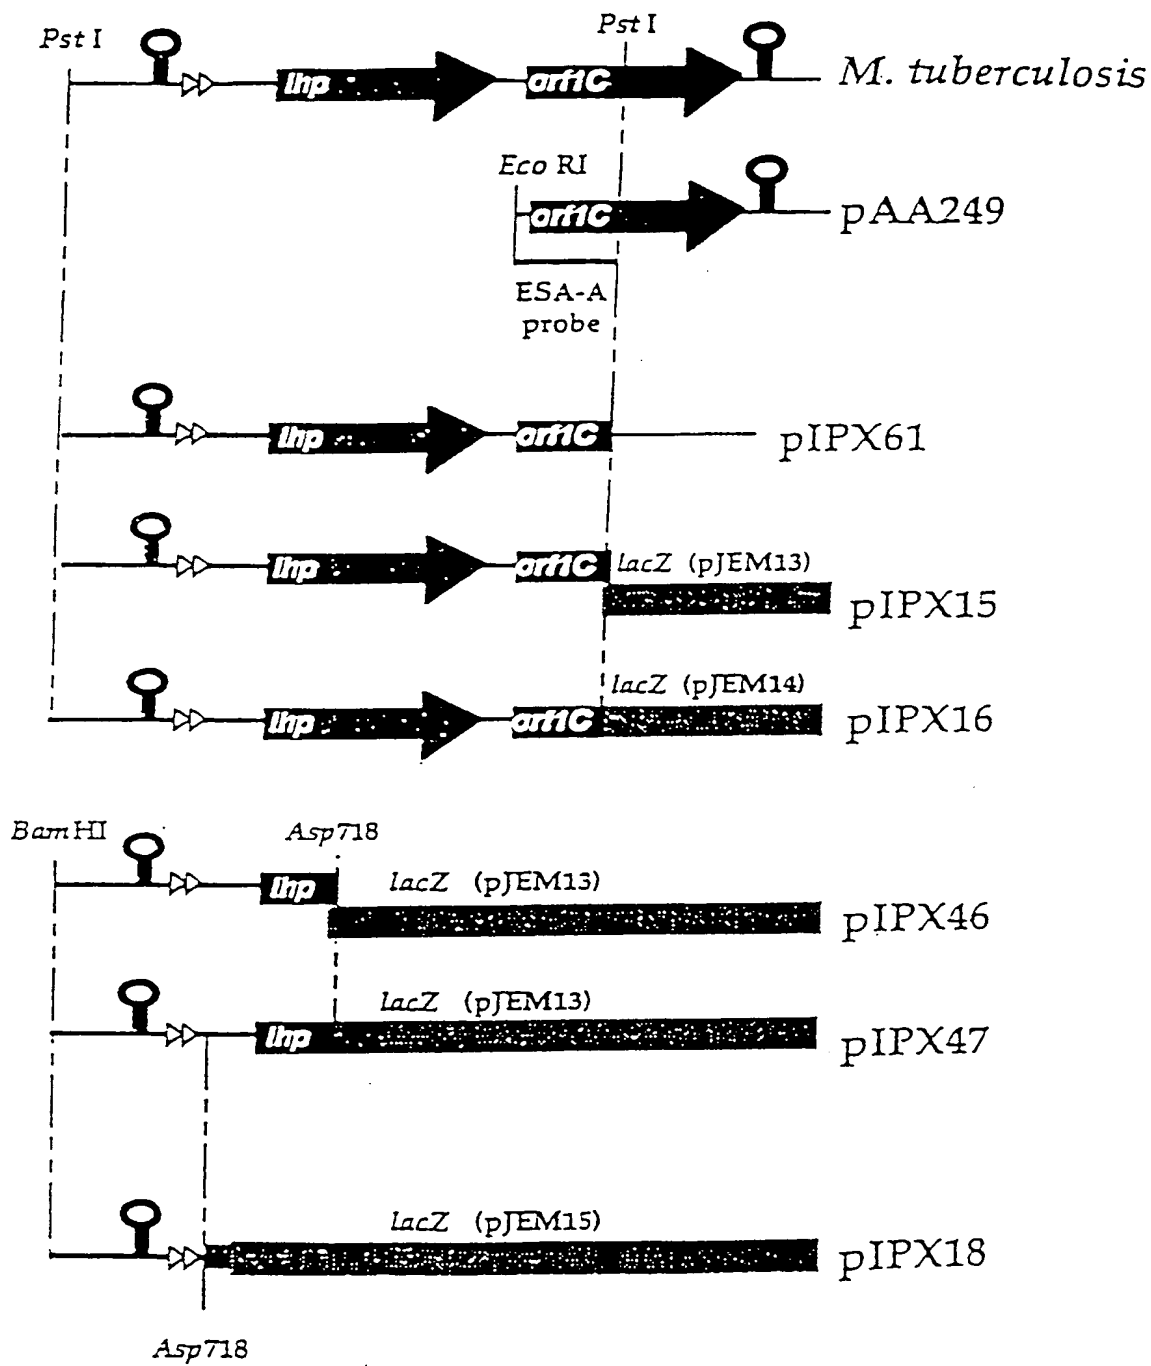 Pst I
Pst I
lhp
orf1C
M. tuberculosis
Eco RI
orf1C
pAA249
ESA-A
probe
lhp
orf1C
pIPX61
lhp
orf1C
lacZ (pJEM13)
pIPX15
lhp
orf1C
lacZ (pJEM14)
pIPX16
BamHI
Asp718
lhp
lacZ (pJEM13)
pIPX46
lacZ (pJEM13)
lhp
pIPX47
lacZ (pJEM15)
pIPX18
Asp718